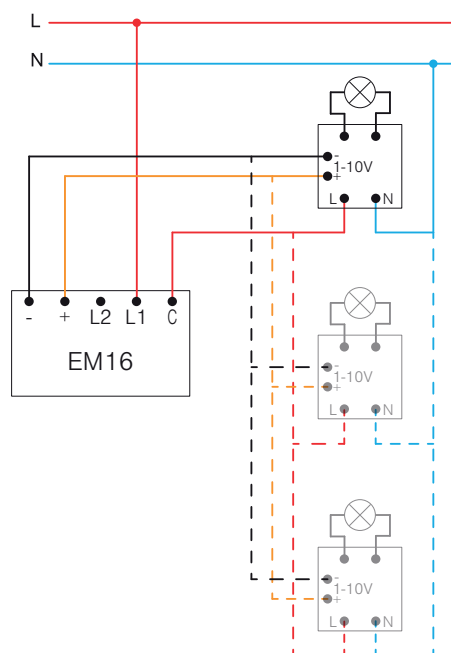 L
N
-
1-10V
+
L N
- + L2 L1 C
EM16
-
1-10V
+
L N
-
1-10V
+
L N